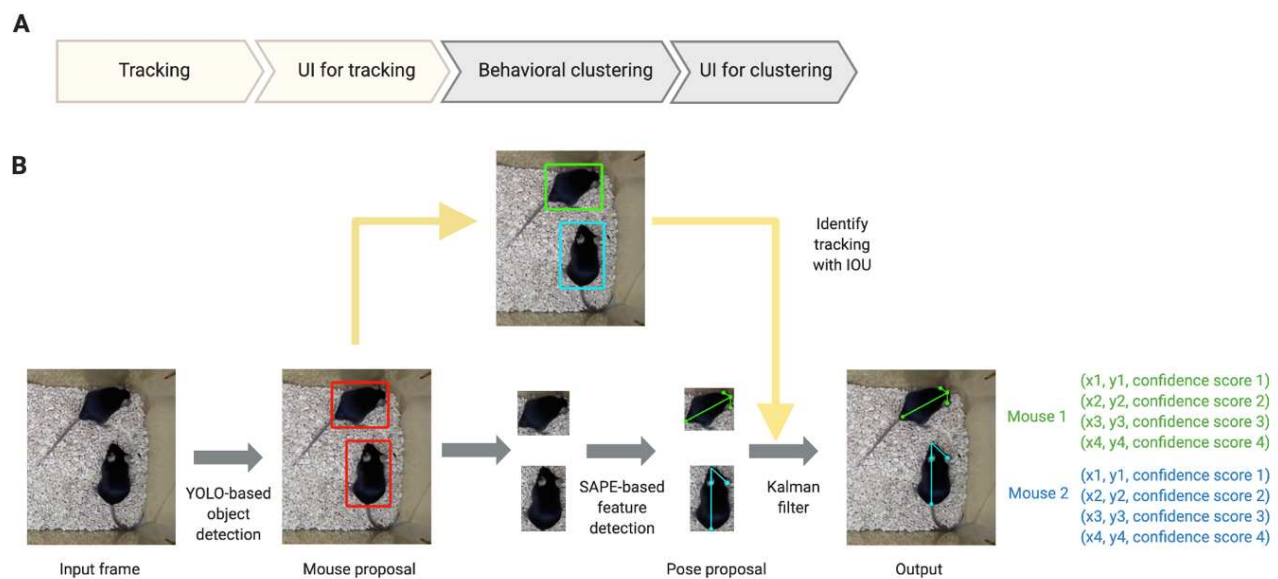 A
Tracking
UI for tracking
Behavioral clustering
UI for clustering
B
Identify
tracking
with IOU
YOLO-based
object
detection
SAPE-based
feature
detection
Kalman
filter
Mouse 1
(x1, y1, confidence score 1)
(x2, y2, confidence score 2)
(x3, y3, confidence score 3)
(x4, y4, confidence score 4)
Mouse 2
(x1, y1, confidence score 1)
(x2, y2, confidence score 2)
(x3, y3, confidence score 3)
(x4, y4, confidence score 4)
Input frame
Mouse proposal
Pose proposal
Output